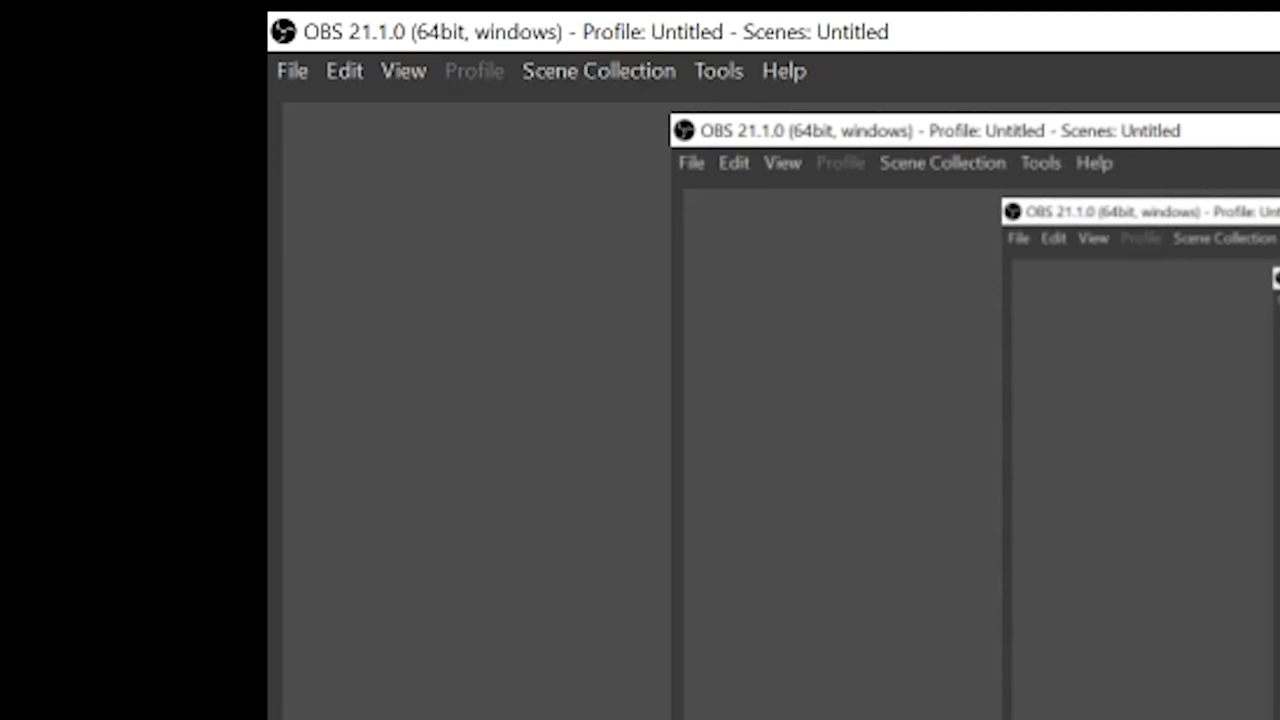 OBS 21.1.0 (64bit, windows) - Profile: Untitled - Scenes: Untitled
File Edit View Profile Scene Collection Tools Help
OBS 21.1.0 (64bit, windows) - Profile: Untitled - Scenes: Untitled
File Edit View Profile Scene Collection Tools Help
OBS 21.1.0 (64bit, windows) - Profile: Unt
File Edit View Profile Scene Collection